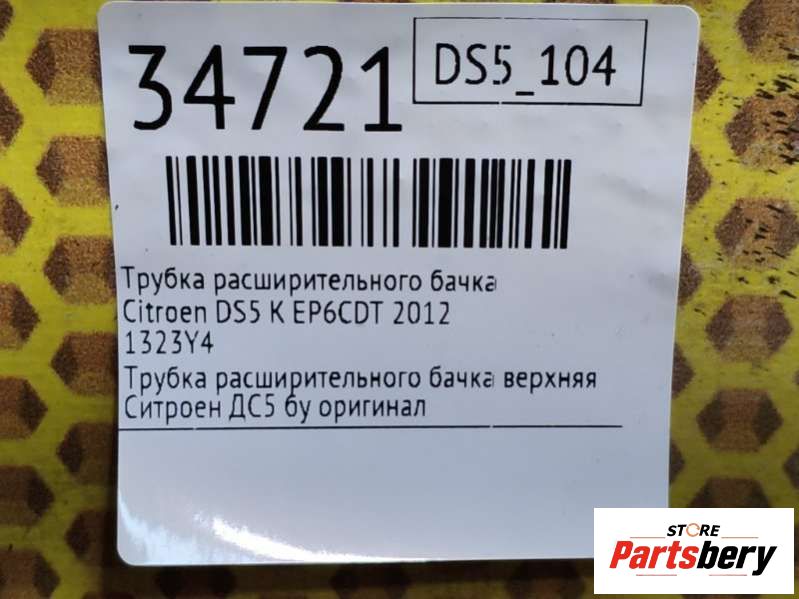 34721
DS5_104
Трубка расширительного бачка
Citroen DS5 K EP6CDT 2012
1323Y4
Трубка расширительного бачка верхняя
Ситроен ДС5 бу оригинал
STORE
Partsbery